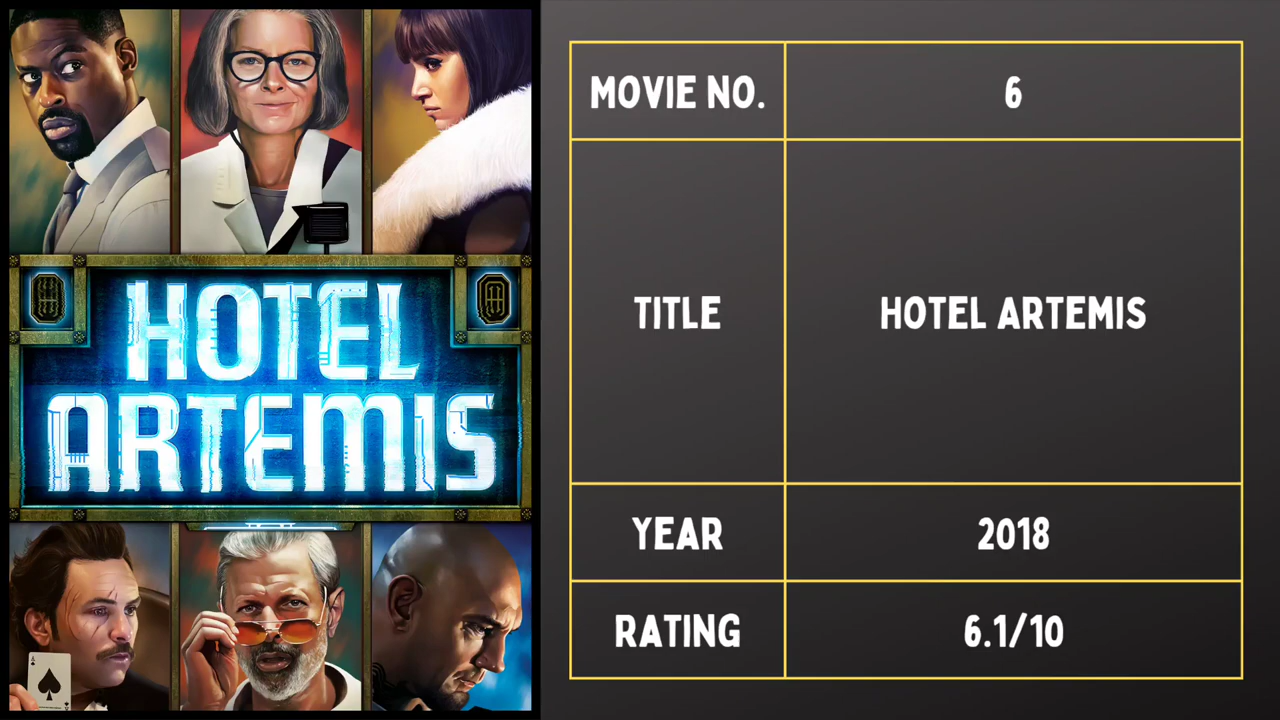 HOTEL
ARTEMIS
MOVIE NO. 6
TITLE HOTEL ARTEMIS
YEAR 2018
RATING 6.1/10